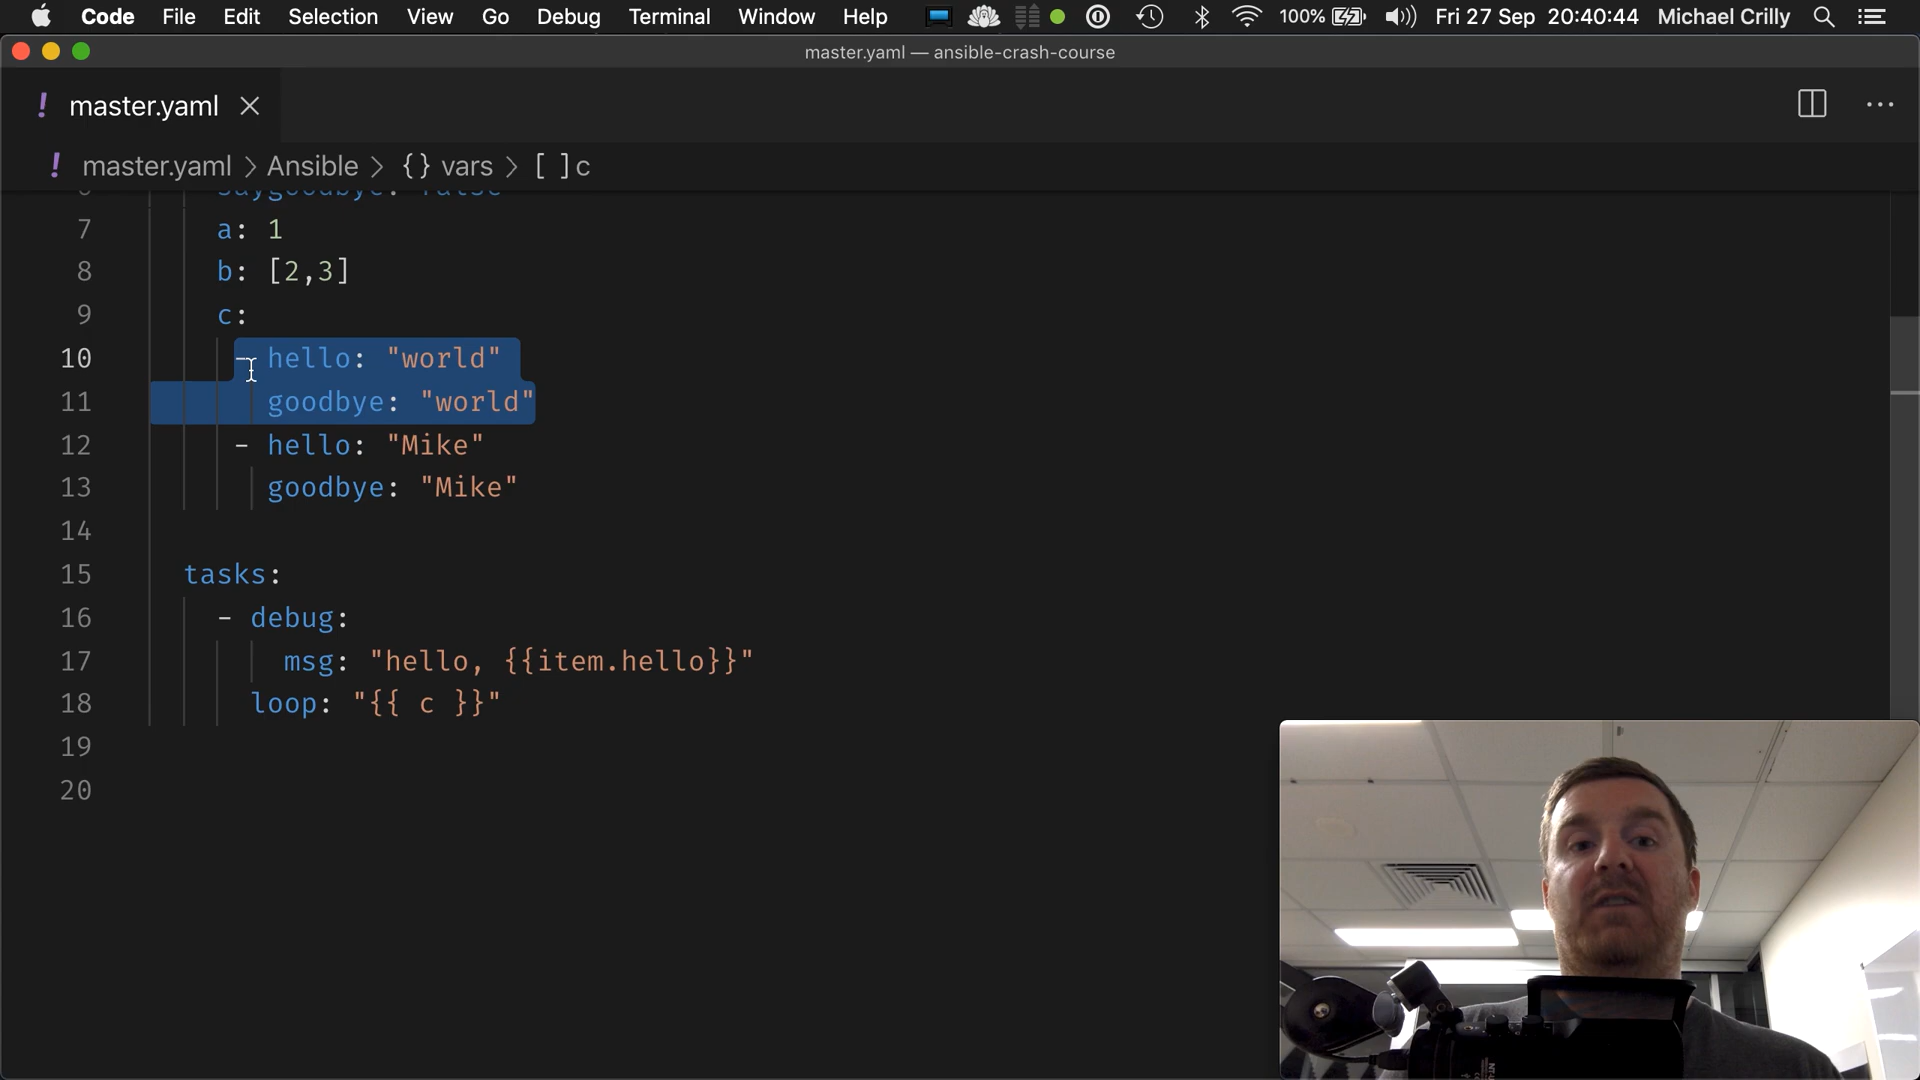 Code File Edit Selection View Go Debug Terminal Window Help 100% Fri 27 Sep 20:40:44 Michael Crilly
master.yaml — ansible-crash-course
! master.yaml
! master.yaml > Ansible > {} vars > [ ] c
6 saygoodbye: false
7 a: 1
8 b: [2,3]
9 c:
10 - hello: "world"
11 goodbye: "world"
12 - hello: "Mike"
13 goodbye: "Mike"
14
15 tasks:
16 - debug:
17 msg: "hello, {{item.hello}}"
18 loop: "{{ c }}"
19
20